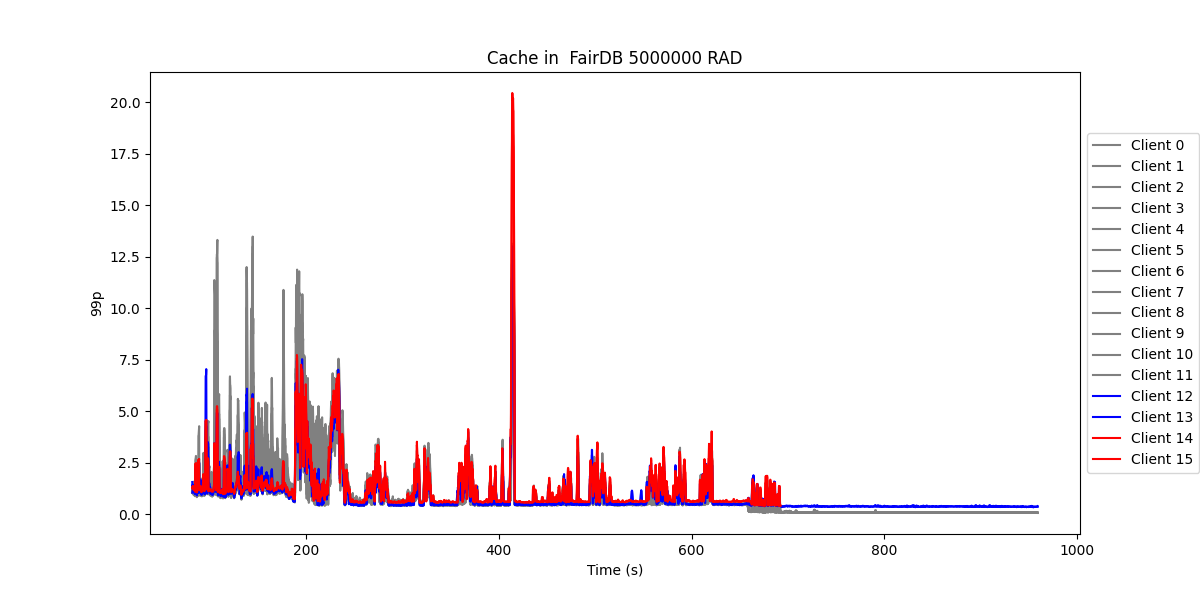 Cache in  FairDB 5000000 RAD
20.0
17.5
15.0
12.5
10.0
7.5
5.0
2.5
0.0
99p
200
400
600
800
1000
Time (s)
Client 0
Client 1
Client 2
Client 3
Client 4
Client 5
Client 6
Client 7
Client 8
Client 9
Client 10
Client 11
Client 12
Client 13
Client 14
Client 15